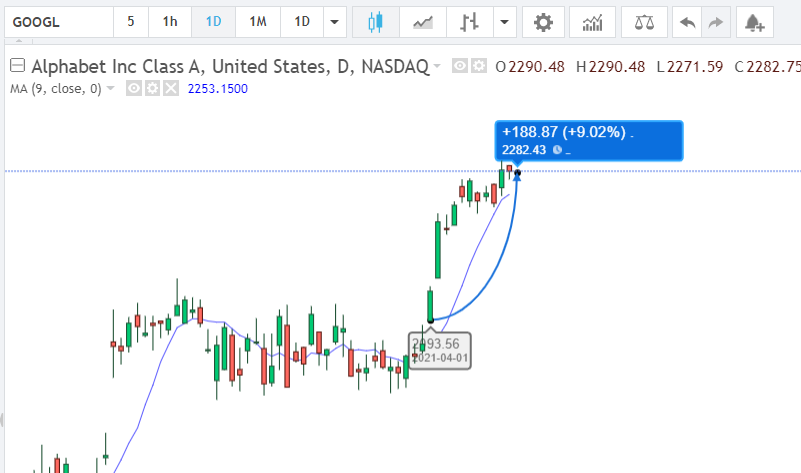 GOOGL 5 1h 1D 1M 1D
Alphabet Inc Class A, United States, D, NASDAQ O2290.48 H2290.48 L2271.59 C2282.75
MA (9, close, 0) 2253.1500
+188.87 (+9.02%) .
2282.43 _
2093.56
2021-04-01